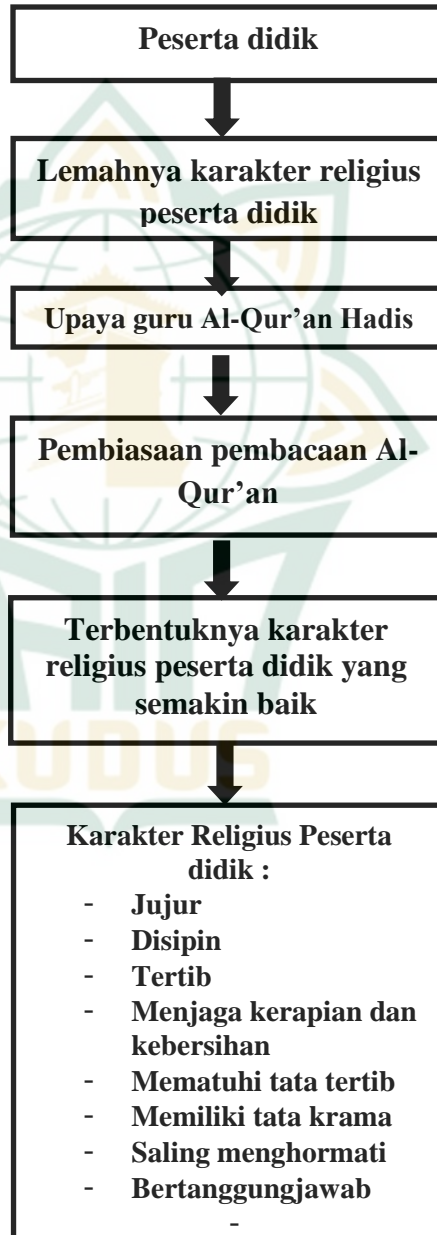 Peserta didik
Lemahnya karakter religius
peserta didik
Upaya guru Al-Qur’an Hadis
Pembiasaan pembacaan Al-
Qur’an
Terbentuknya karakter
religius peserta didik yang
semakin baik
Karakter Religius Peserta
didik :
- Jujur
- Disipin
- Tertib
- Menjaga kerapian dan
kebersihan
- Mematuhi tata tertib
- Memiliki tata krama
- Saling menghormati
- Bertanggungjawab
-
KUDUS